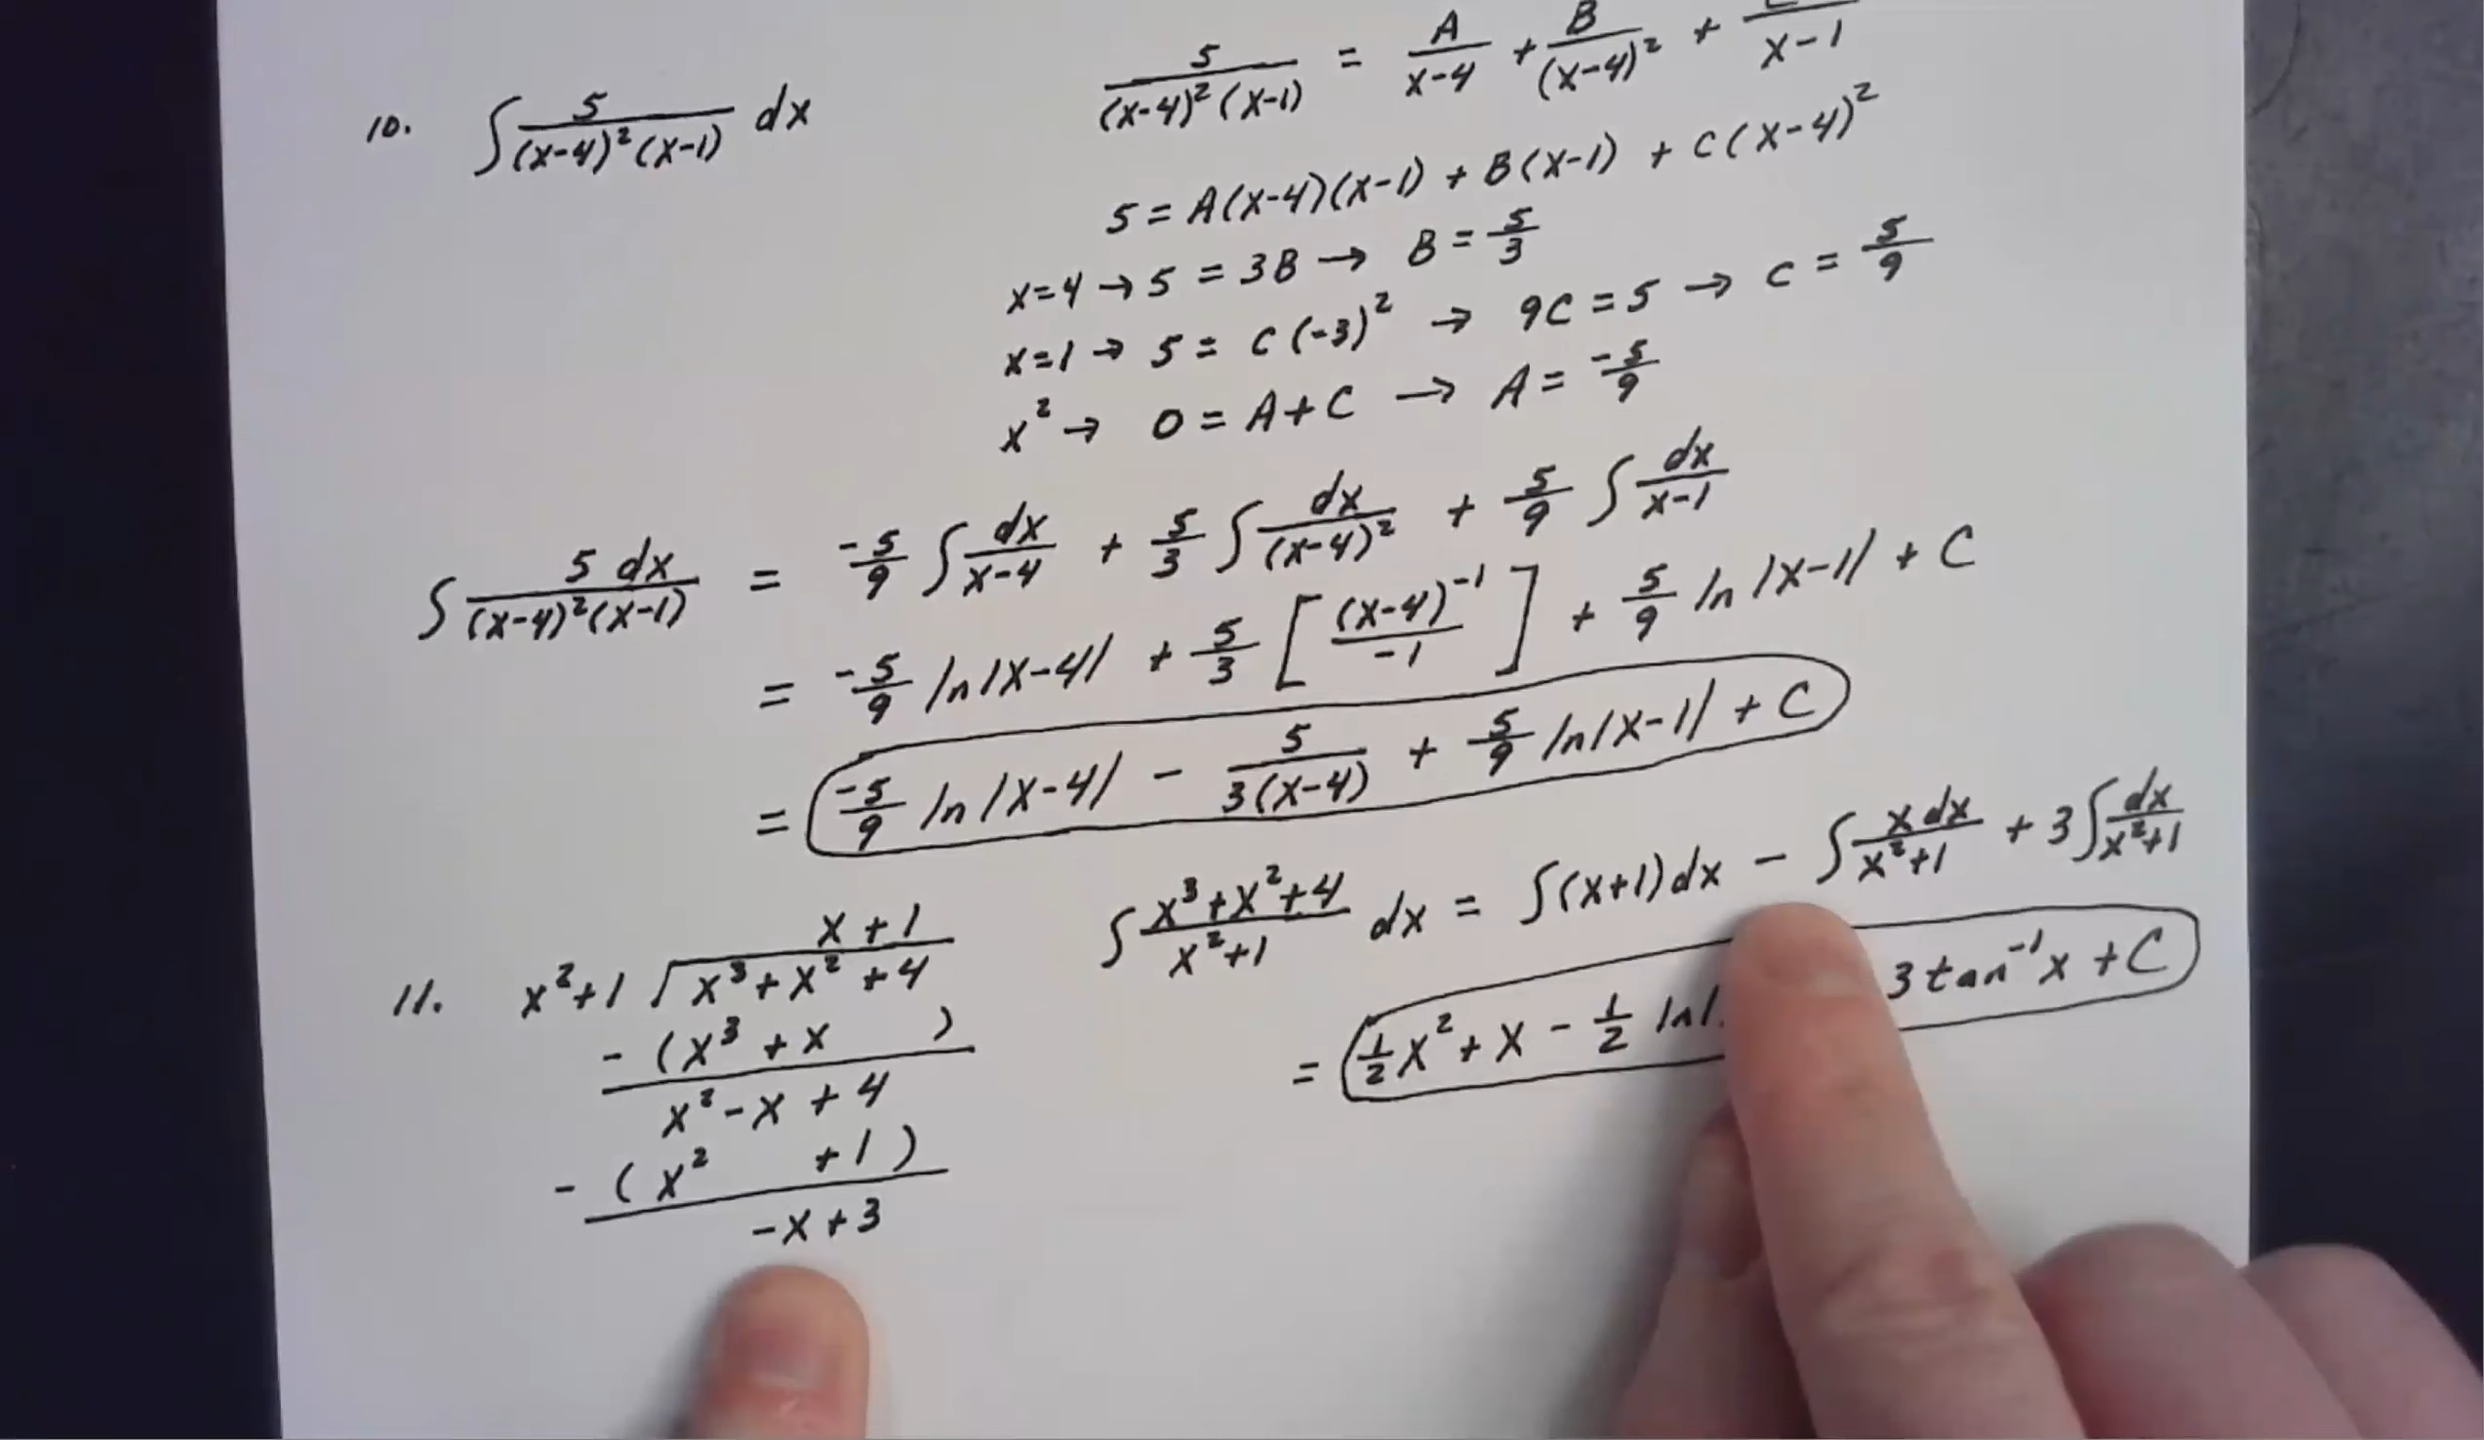 10. ∫ 5/((x-4)²(x-1)) dx
5/((x-4)²(x-1)) = A/(x-4) + B/(x-4)² + C/(x-1)
5 = A(x-4)(x-1) + B(x-1) + C(x-4)²
x=4 → 5 = 3B → B = 5/3
x=1 → 5 = C(-3)² → 9C = 5 → C = 5/9
x² → 0 = A+C → A = -5/9
∫ 5 dx/((x-4)²(x-1)) = -5/9 ∫ dx/(x-4) + 5/3 ∫ dx/(x-4)² + 5/9 ∫ dx/(x-1)
= -5/9 ln|x-4| + 5/3 [(x-4)⁻¹/-1] + 5/9 ln|x-1| + C
= -5/9 ln|x-4| - 5/(3(x-4)) + 5/9 ln|x-1| + C
11.
x+1
x²+1 √ x³+x²+4
-(x³+x )
x²-x+4
-(x² +1)
-x+3
∫ (x³+x²+4)/(x²+1) dx = ∫(x+1)dx - ∫ x dx/(x²+1) + 3∫ dx/(x²+1)
= ½x²+x - ½ ln| 3 tan⁻¹x + C